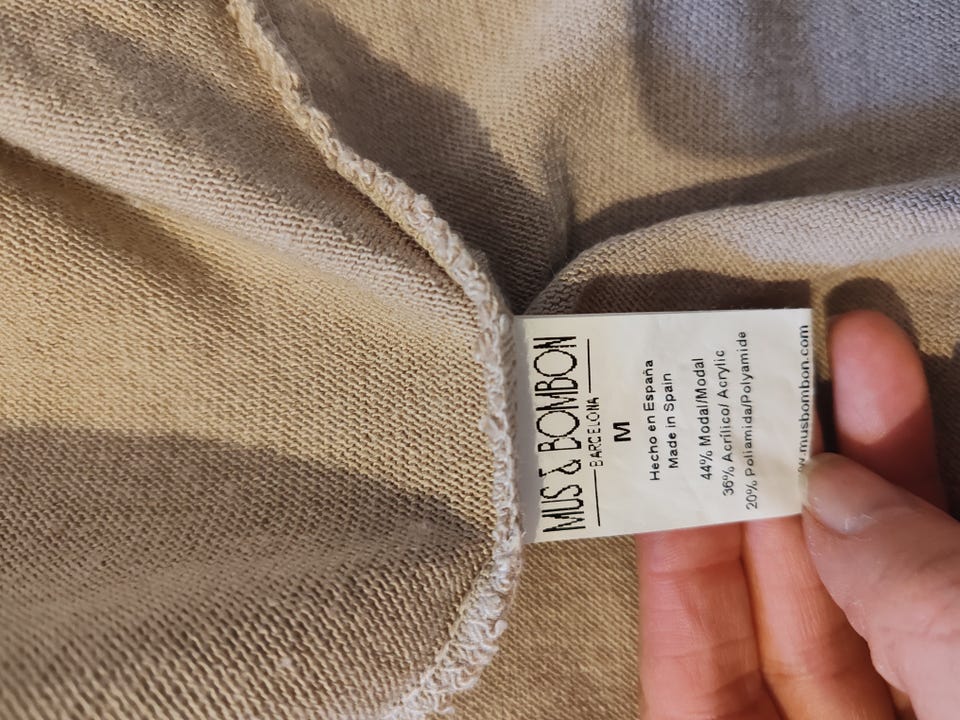 MUS & BOMBON
BARCELONA
M
Hecho en España
Made in Spain
44% Modal/Modal
36% Acrílico/ Acrylic
20% Poliamida/Polyamide
w.musbombon.com